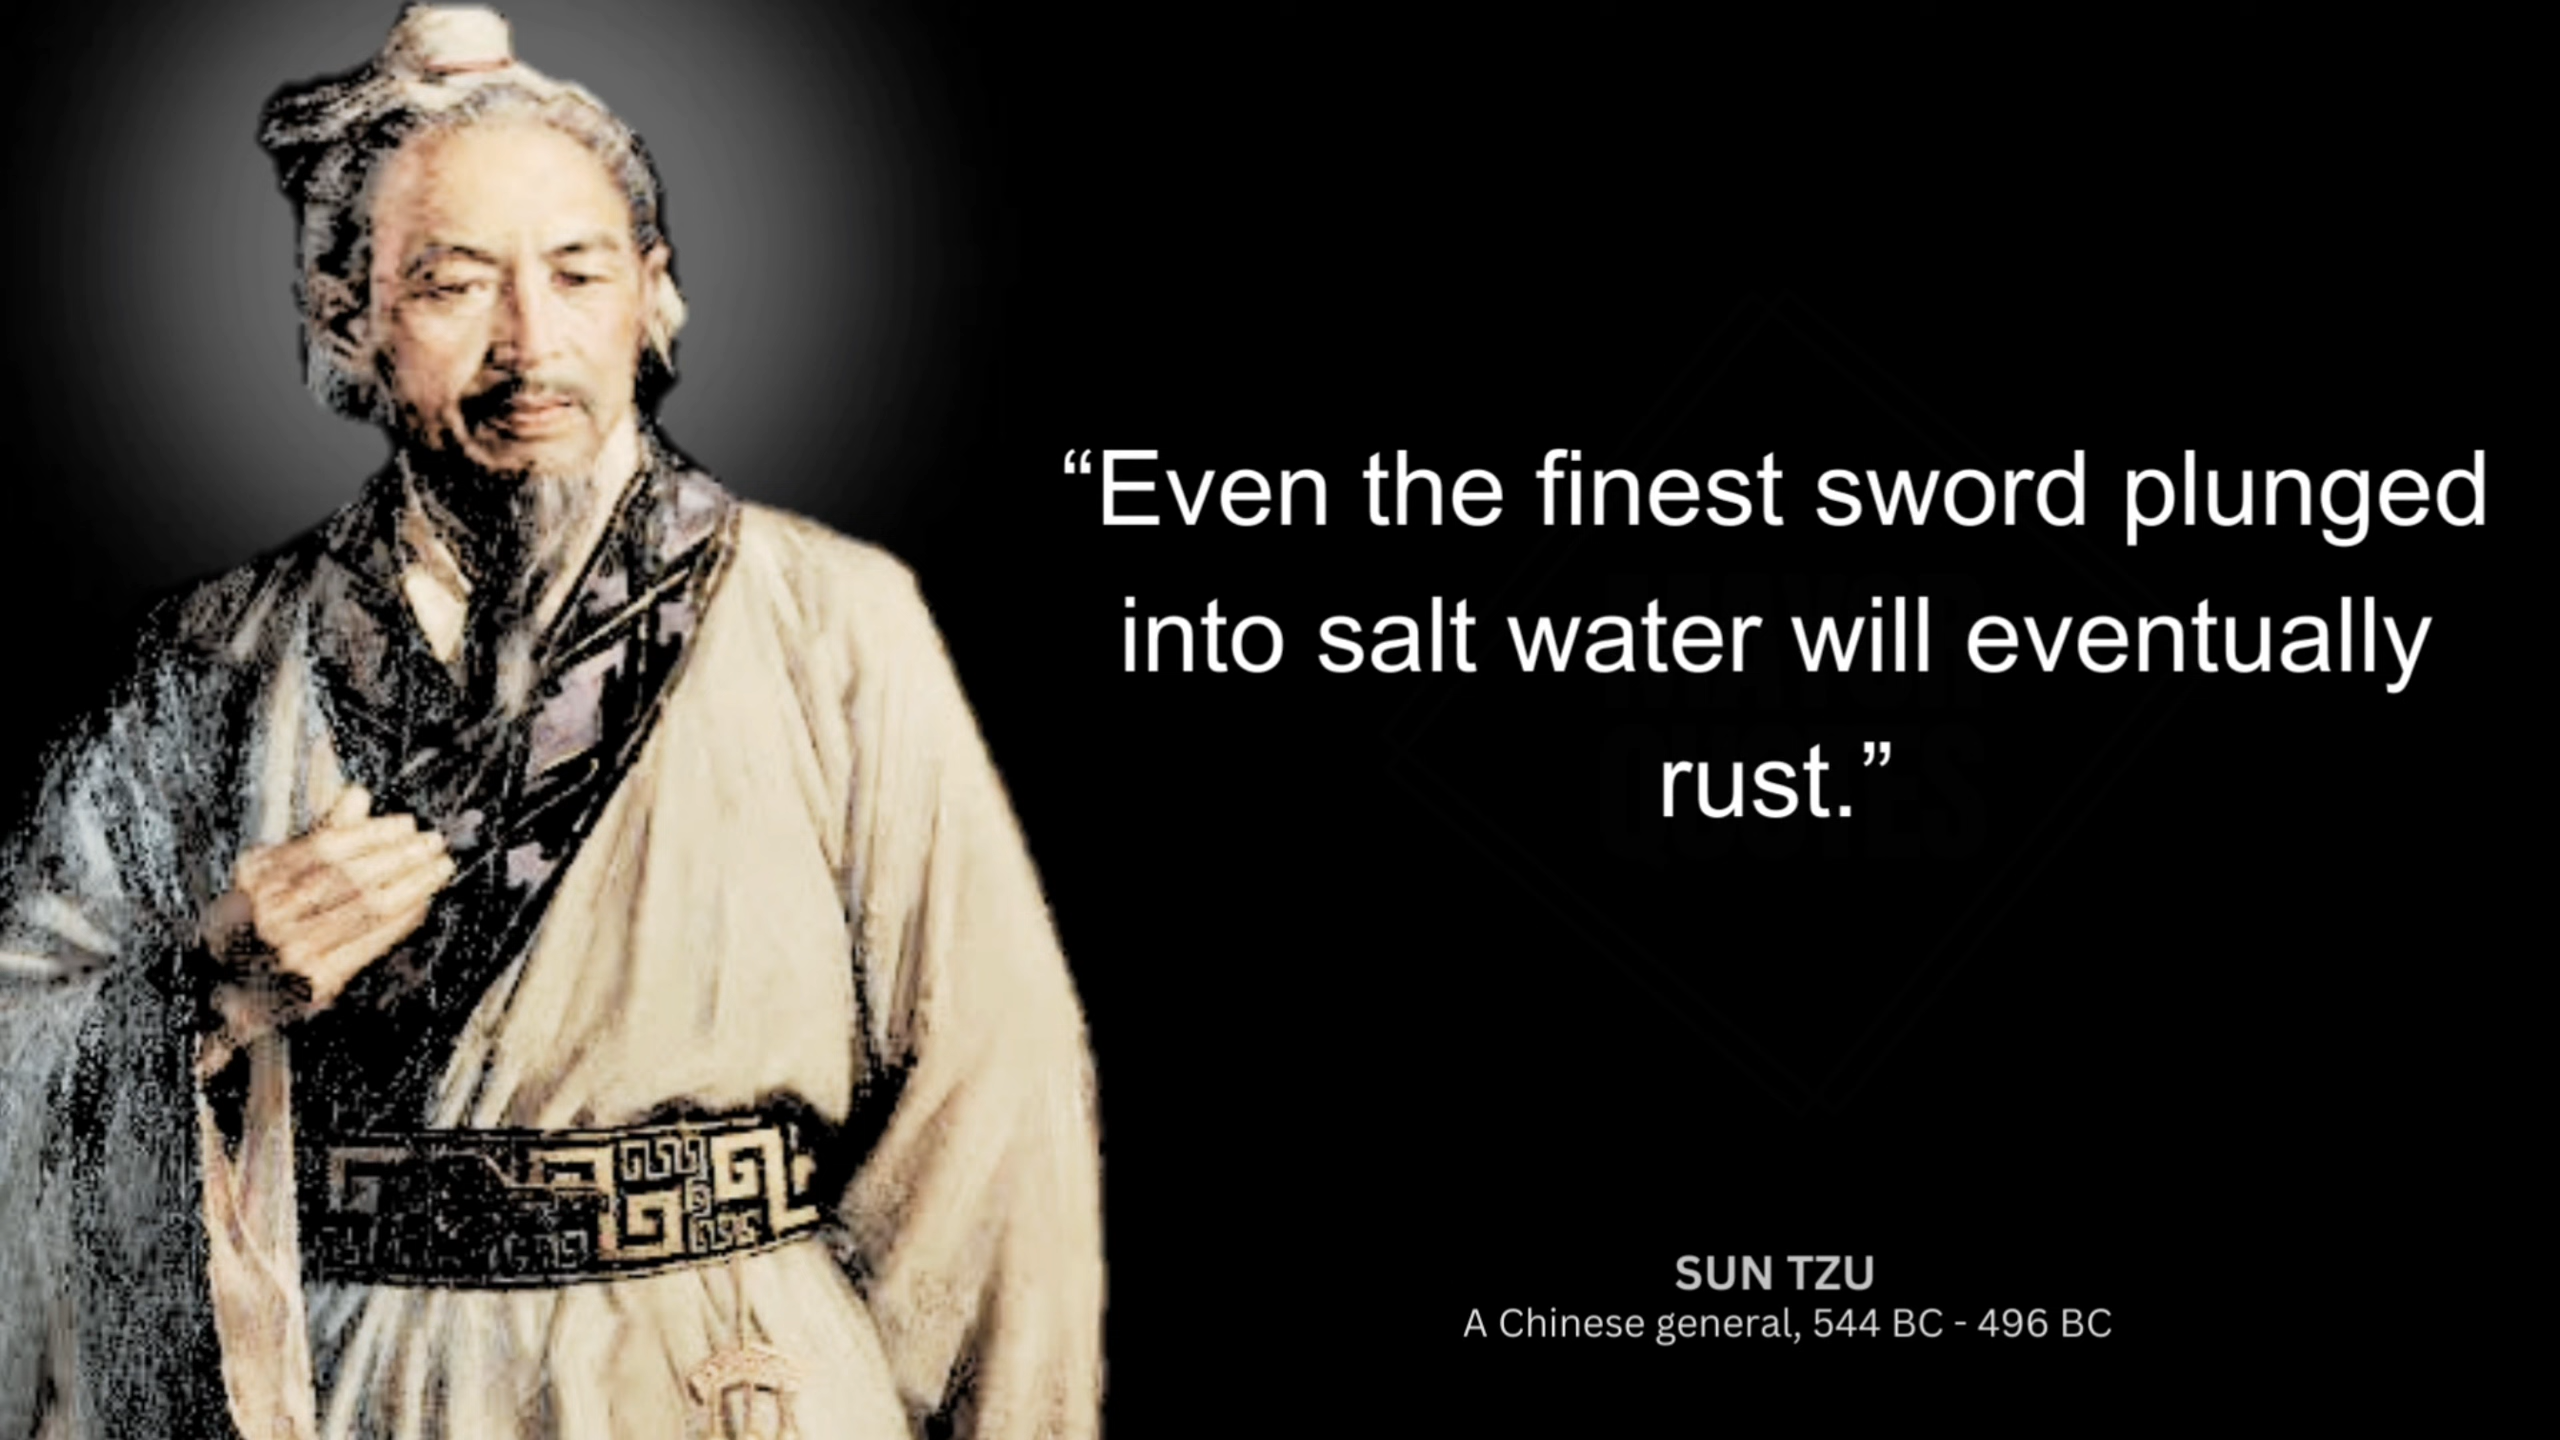 “Even the finest sword plunged
into salt water will eventually
rust.”
SUN TZU
A Chinese general, 544 BC - 496 BC